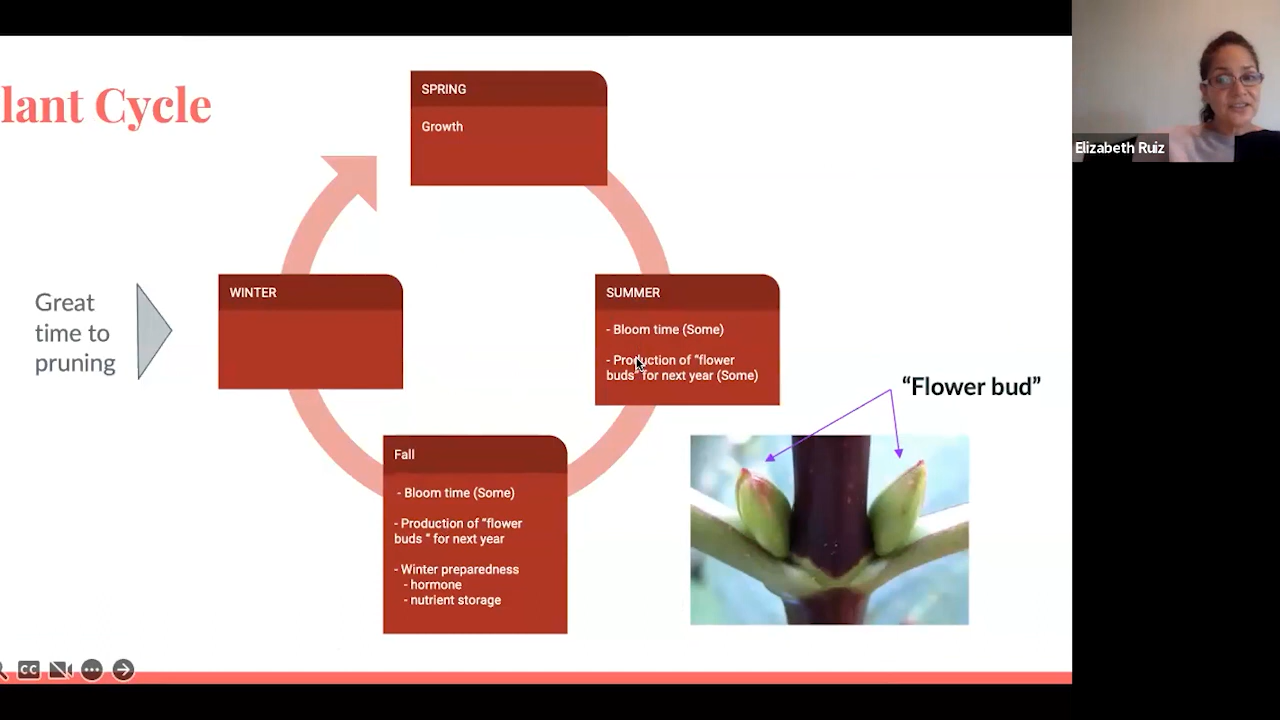 lant Cycle
SPRING
Growth
Great
time to
pruning
WINTER
SUMMER
- Bloom time (Some)
- Production of “flower
buds” for next year (Some)
“Flower bud”
Fall
- Bloom time (Some)
- Production of “flower
buds “ for next year
- Winter preparedness
- hormone
- nutrient storage
CC
Elizabeth Ruiz